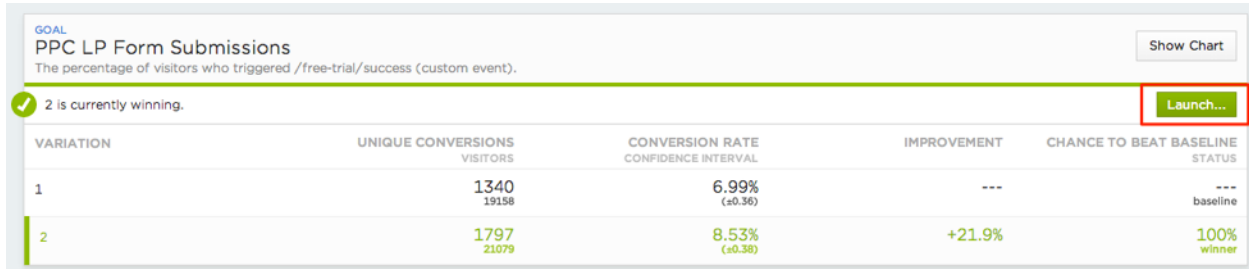 GOAL
PPC LP Form Submissions
Show Chart
The percentage of visitors who triggered /free-trial/success (custom event).
2 is currently winning.
Launch...
VARIATION UNIQUE CONVERSIONS CONVERSION RATE IMPROVEMENT CHANCE TO BEAT BASELINE
VISITORS CONFIDENCE INTERVAL STATUS
1 1340 6.99% --- ---
19158 (±0.36) baseline
2 1797 8.53% +21.9% 100%
21079 (±0.38) winner